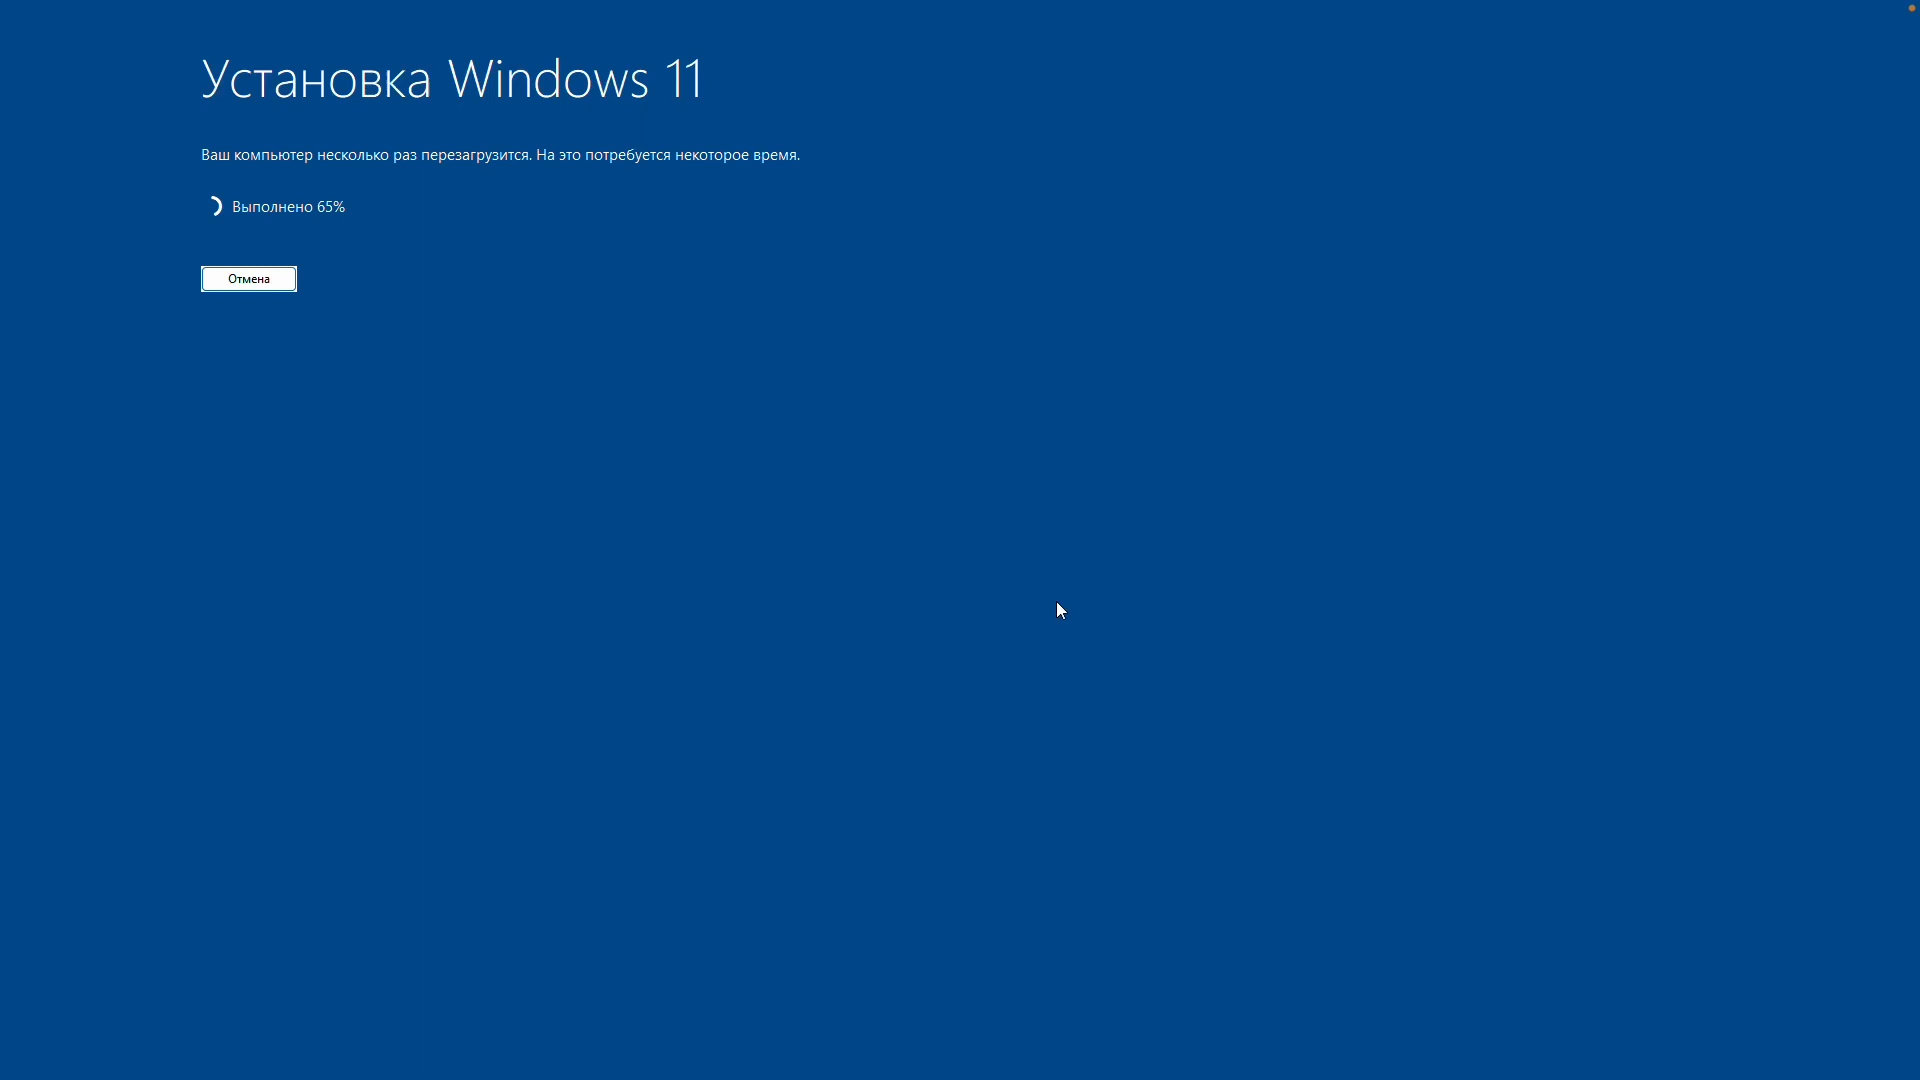 Установка Windows 11
Ваш компьютер несколько раз перезагрузится. На это потребуется некоторое время.
Выполнено 65%
Отмена